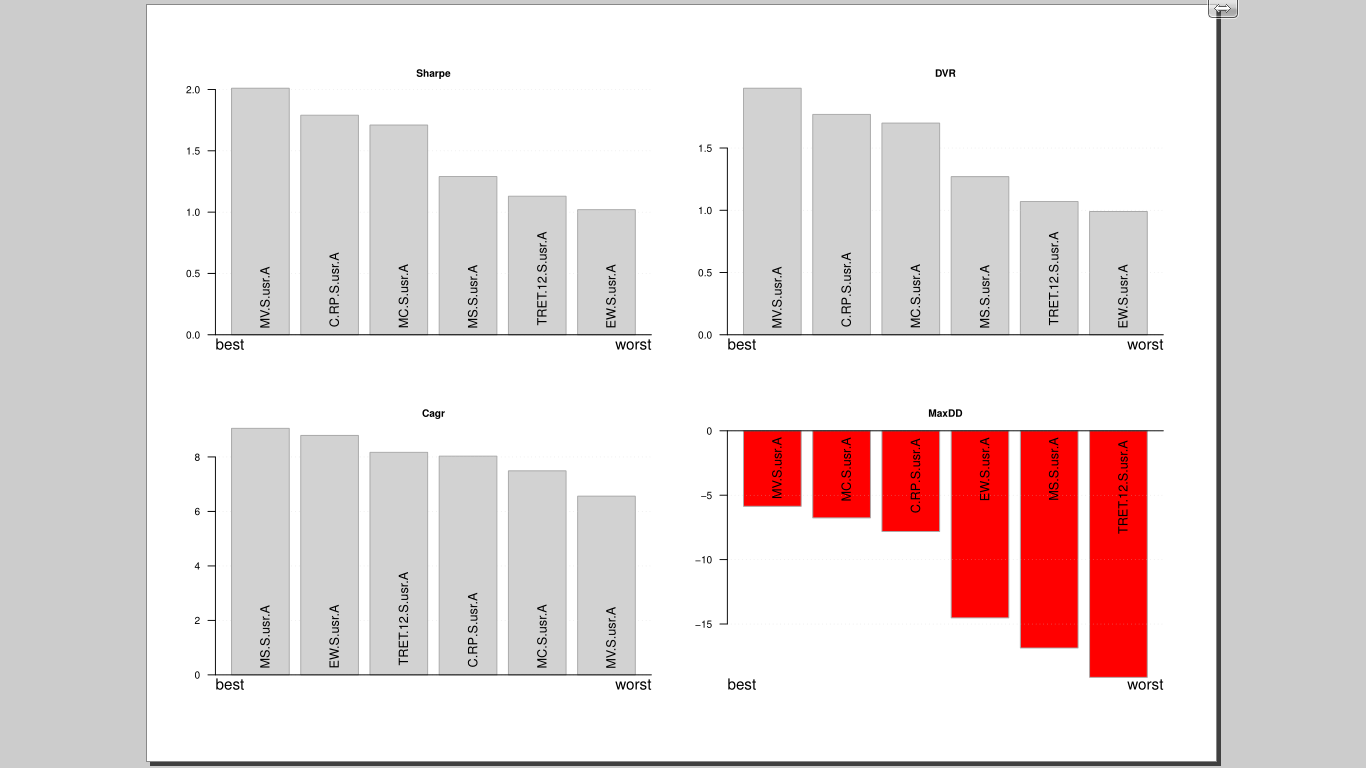 Sharpe
2.0
1.5
1.0
0.5
0.0
MV.S.usr.A
C.RP.S.usr.A
MC.S.usr.A
MS.S.usr.A
TRET.12.S.usr.A
EW.S.usr.A
best
worst
DVR
1.5
1.0
0.5
0.0
MV.S.usr.A
C.RP.S.usr.A
MC.S.usr.A
MS.S.usr.A
TRET.12.S.usr.A
EW.S.usr.A
best
worst
Cagr
8
6
4
2
0
MS.S.usr.A
EW.S.usr.A
TRET.12.S.usr.A
C.RP.S.usr.A
MC.S.usr.A
MV.S.usr.A
best
worst
MaxDD
0
−5
−10
−15
MV.S.usr.A
MC.S.usr.A
C.RP.S.usr.A
EW.S.usr.A
MS.S.usr.A
TRET.12.S.usr.A
best
worst